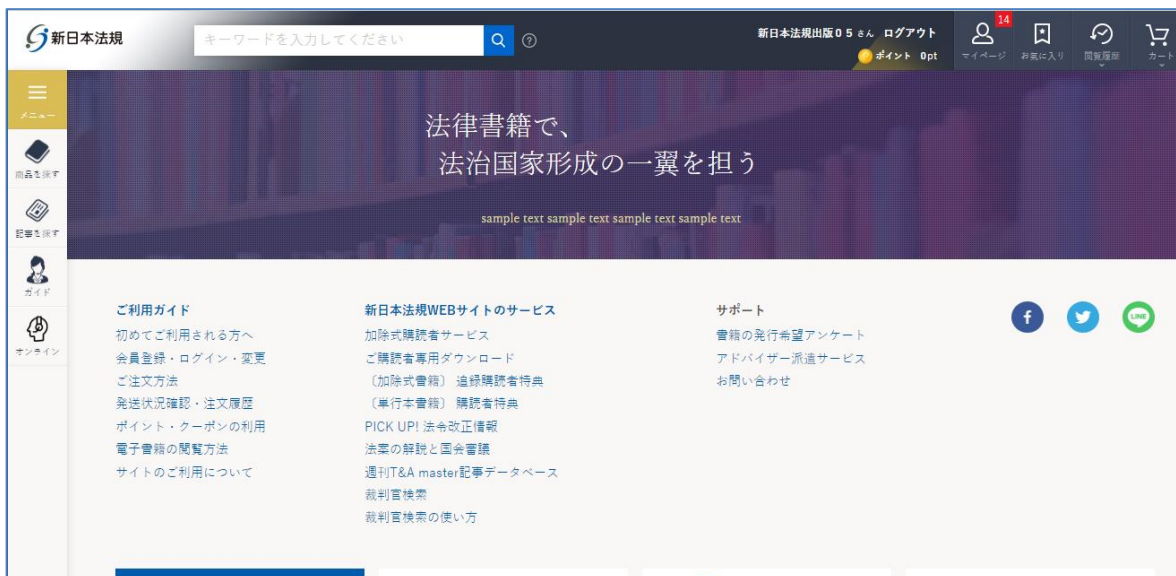 新日本法規
キーワードを入力してください
?
新日本法規出版05さん ログアウト
ポイント 0pt
14
マイページ
お気に入り
閲覧履歴
カート
メニュー
商品を探す
記事を探す
ガイド
オンライン
法律書籍で、
法治国家形成の一翼を担う
sample text sample text sample text sample text
ご利用ガイド
初めてご利用される方へ
会員登録・ログイン・変更
ご注文方法
発送状況確認・注文履歴
ポイント・クーポンの利用
電子書籍の閲覧方法
サイトのご利用について
新日本法規WEBサイトのサービス
加除式購読者サービス
ご購読者専用ダウンロード
〔加除式書籍〕 追録購読者特典
〔単行本書籍〕 購読者特典
PICK UP! 法令改正情報
法案の解説と国会審議
週刊T&A master記事データベース
裁判官検索
裁判官検索の使い方
サポート
書籍の発行希望アンケート
アドバイザー派遣サービス
お問い合わせ
f
LINE